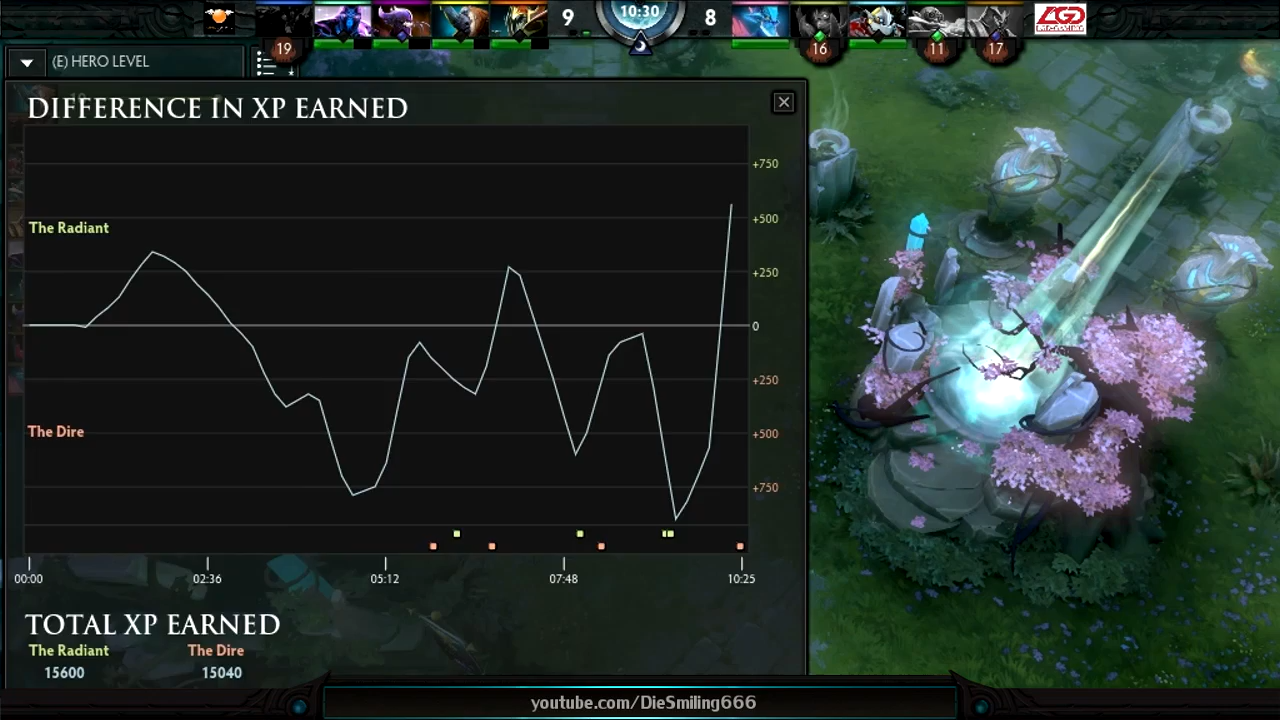 9
10:30
8
LGD
19
16
11
17
(E) HERO LEVEL
DIFFERENCE IN XP EARNED
+750
+500
+250
0
+250
+500
+750
The Radiant
The Dire
00:00
02:36
05:12
07:48
10:25
TOTAL XP EARNED
The Radiant
The Dire
15600
15040
youtube.com/DieSmiling666